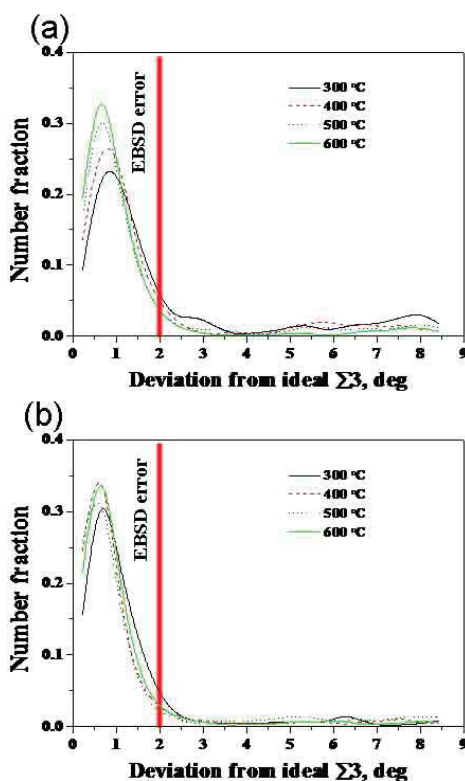 (a)
0.4
0.3
0.2
0.1
0.0
Number fraction
EBSD error
300 °C
400 °C
500 °C
600 °C
0 1 2 3 4 5 6 7 8 9
Deviation from ideal ∑3, deg
(b)
0.4
0.3
0.2
0.1
0.0
Number fraction
EBSD error
300 °C
400 °C
500 °C
600 °C
0 1 2 3 4 5 6 7 8 9
Deviation from ideal ∑3, deg